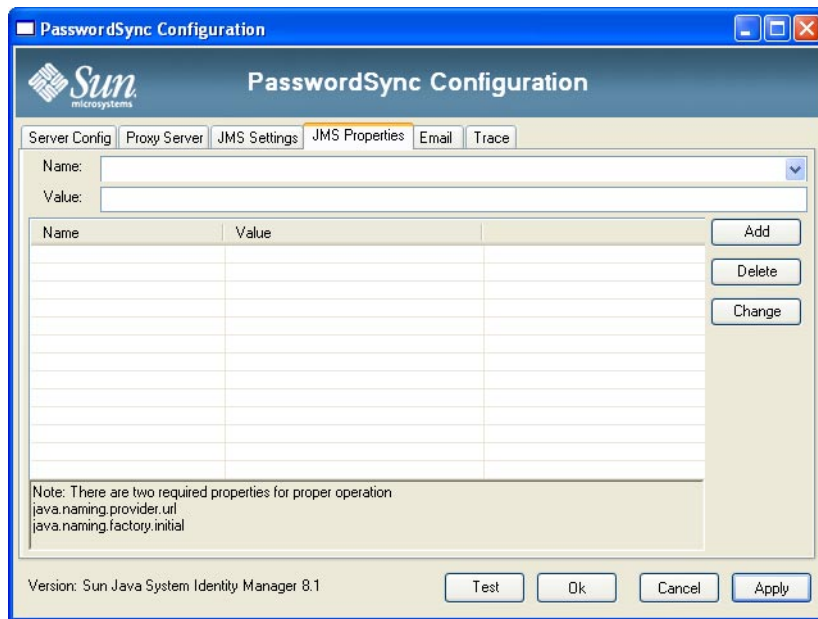 PasswordSync Configuration
Sun
microsystems
PasswordSync Configuration
Server Config Proxy Server JMS Settings JMS Properties Email Trace
Name:
Value:
Name Value
Add
Delete
Change
Note: There are two required properties for proper operation
java.naming.provider.url
java.naming.factory.initial
Version: Sun Java System Identity Manager 8.1 Test Ok Cancel Apply